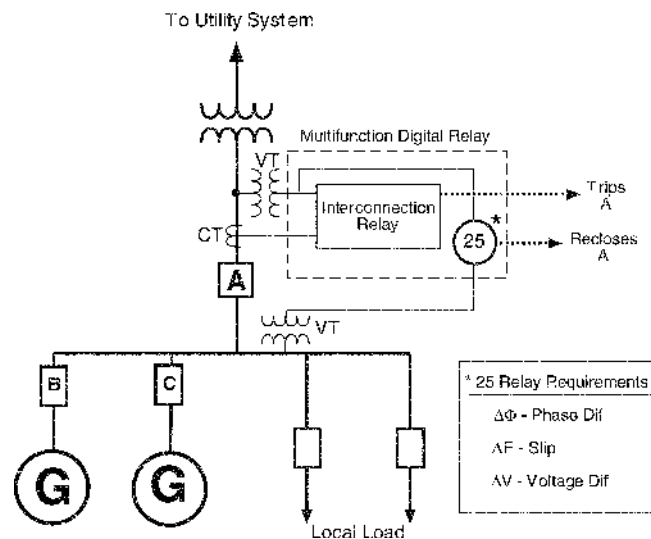 To Utility System
Multifunction Digital Relay
VT
Interconnection
Relay
Trips
A
*
25
Recloses
A
CT
A
VT
B
C
G
G
Local Load
* 25 Relay Requirements
ΔΦ - Phase Dif
ΔF - Slip
ΔV - Voltage Dif